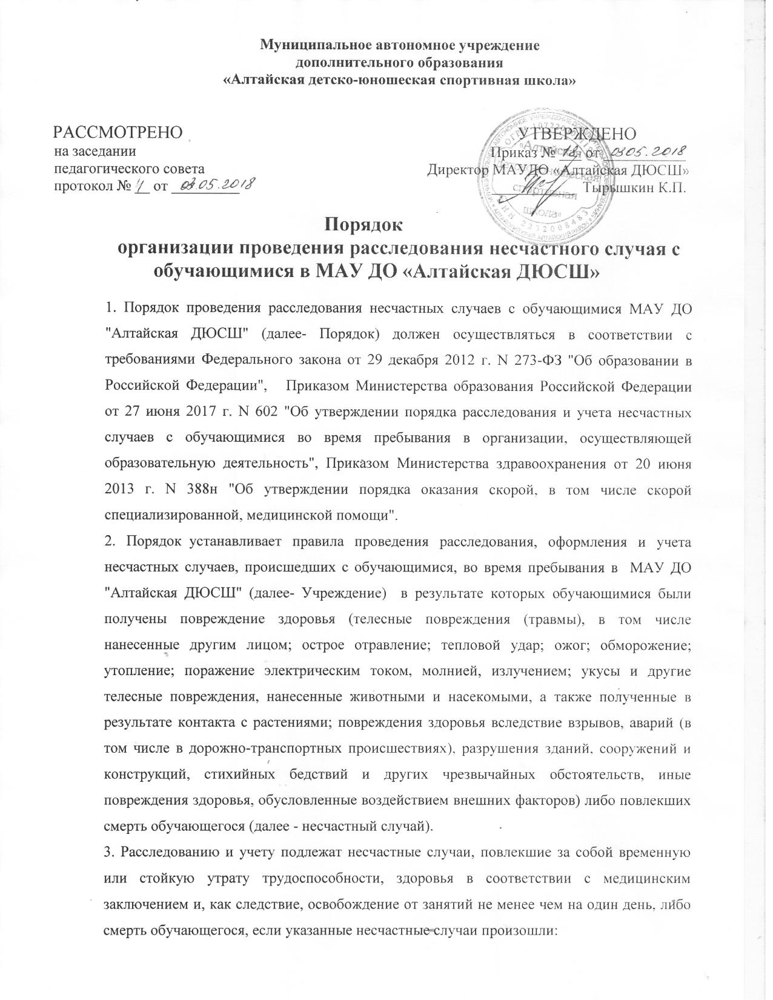 Муниципальное автономное учреждение
дополнительного образования
«Алтайская детско-юношеская спортивная школа»
РАССМОТРЕНО
на заседании
педагогического совета
протокол № 4 от 03.05.2018
УТВЕРЖДЕНО
Приказ № 18 от 03.05.2018
Директор МАУДО «Алтайская ДЮСШ»
Тырышкин К.П.
«Алтайская
детско-юношеская
спортивная
школа»
ИНН 2232008483
Порядок
организации проведения расследования несчастного случая с
обучающимися в МАУ ДО «Алтайская ДЮСШ»
1. Порядок проведения расследования несчастных случаев с обучающимися МАУ ДО
"Алтайская ДЮСШ" (далее- Порядок) должен осуществляться в соответствии с
требованиями Федерального закона от 29 декабря 2012 г. N 273-ФЗ "Об образовании в
Российской Федерации", Приказом Министерства образования Российской Федерации
от 27 июня 2017 г. N 602 "Об утверждении порядка расследования и учета несчастных
случаев с обучающимися во время пребывания в организации, осуществляющей
образовательную деятельность", Приказом Министерства здравоохранения от 20 июня
2013 г. N 388н "Об утверждении порядка оказания скорой, в том числе скорой
специализированной, медицинской помощи".
2. Порядок устанавливает правила проведения расследования, оформления и учета
несчастных случаев, происшедших с обучающимися, во время пребывания в МАУ ДО
"Алтайская ДЮСШ" (далее- Учреждение) в результате которых обучающимися были
получены повреждение здоровья (телесные повреждения (травмы), в том числе
нанесенные другим лицом; острое отравление; тепловой удар; ожог; обморожение;
утопление; поражение электрическим током, молнией, излучением; укусы и другие
телесные повреждения, нанесенные животными и насекомыми, а также полученные в
результате контакта с растениями; повреждения здоровья вследствие взрывов, аварий (в
том числе в дорожно-транспортных происшествиях), разрушения зданий, сооружений и
конструкций, стихийных бедствий и других чрезвычайных обстоятельств, иные
повреждения здоровья, обусловленные воздействием внешних факторов) либо повлекших
смерть обучающегося (далее - несчастный случай).
3. Расследованию и учету подлежат несчастные случаи, повлекшие за собой временную
или стойкую утрату трудоспособности, здоровья в соответствии с медицинским
заключением и, как следствие, освобождение от занятий не менее чем на один день, либо
смерть обучающегося, если указанные несчастные случаи произошли: